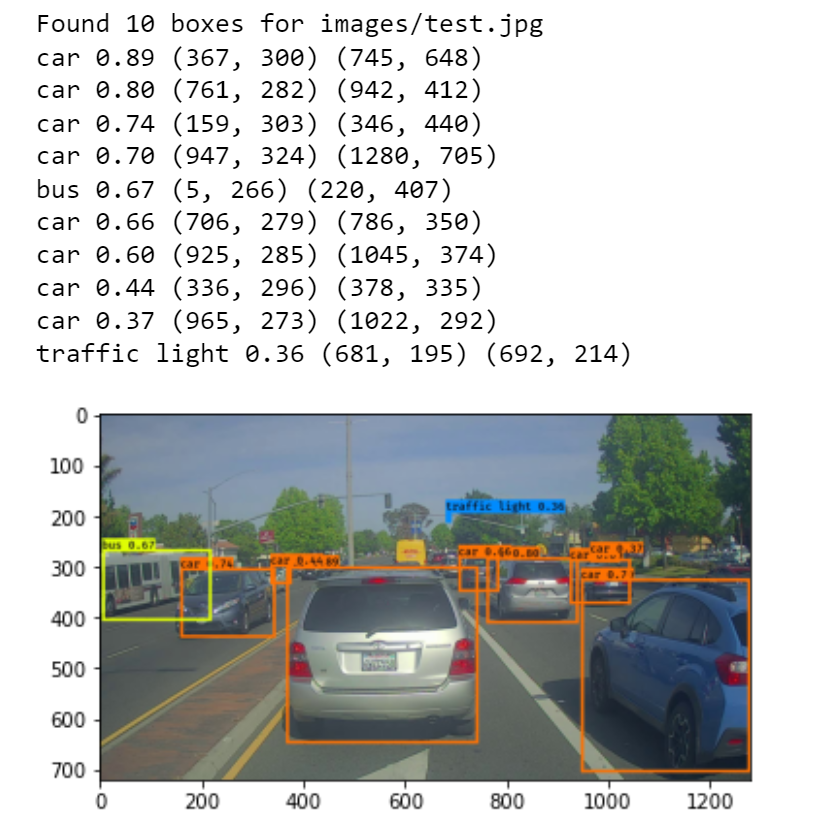 Found 10 boxes for images/test.jpg
car 0.89 (367, 300) (745, 648)
car 0.80 (761, 282) (942, 412)
car 0.74 (159, 303) (346, 440)
car 0.70 (947, 324) (1280, 705)
bus 0.67 (5, 266) (220, 407)
car 0.66 (706, 279) (786, 350)
car 0.60 (925, 285) (1045, 374)
car 0.44 (336, 296) (378, 335)
car 0.37 (965, 273) (1022, 292)
traffic light 0.36 (681, 195) (692, 214)
0
100
200
traffic light 0.36
bus 0.67
car 0.44
car 0.66
0.80
car 0.37
300
car
400
500
600
700
0 200 400 600 800 1000 1200